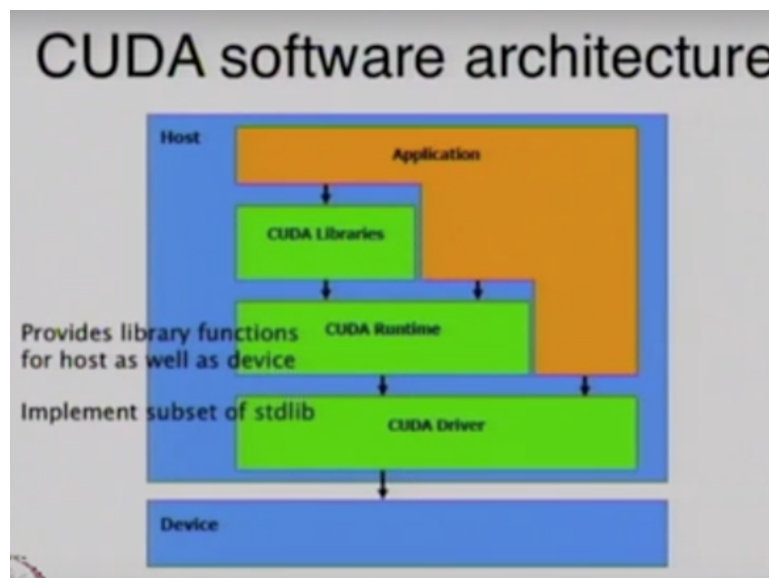 CUDA software architecture
Host
Application
CUDA Libraries
CUDA Runtime
Provides library functions
for host as well as device
Implement subset of stdlib
CUDA Driver
Device